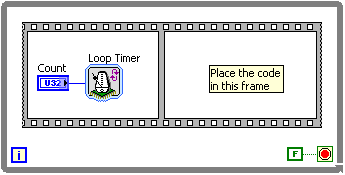 Loop Timer
Count
U32
Place the code
in this frame
i
F